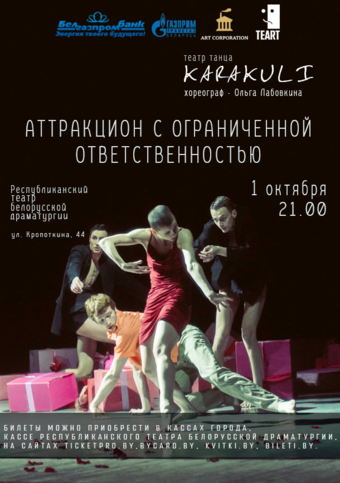 Белгазпромбанк
Энергия твоего будущего!
ГАЗПРОМ
ТРАНСГАЗ
БЕЛАРУСЬ
ART CORPORATION
TEART
театр танца
KARAKULI
хореограф - Ольга Лабовкина
АТТРАКЦИОН С ОГРАНИЧЕННОЙ
ОТВЕТСТВЕННОСТЬЮ
Республиканский
театр
белорусской
драматургии
ул. Кропоткина, 44
1 октября
21.00
БИЛЕТЫ МОЖНО ПРИОБРЕСТИ В КАССАХ ГОРОДА,
КАССЕ РЕСПУБЛИКАНСКОГО ТЕАТРА БЕЛОРУССКОЙ ДРАМАТУРГИИ,
НА САЙТАХ TICKETPRO.BY,BYCARD.BY, KVITKI.BY, BILETI.BY.